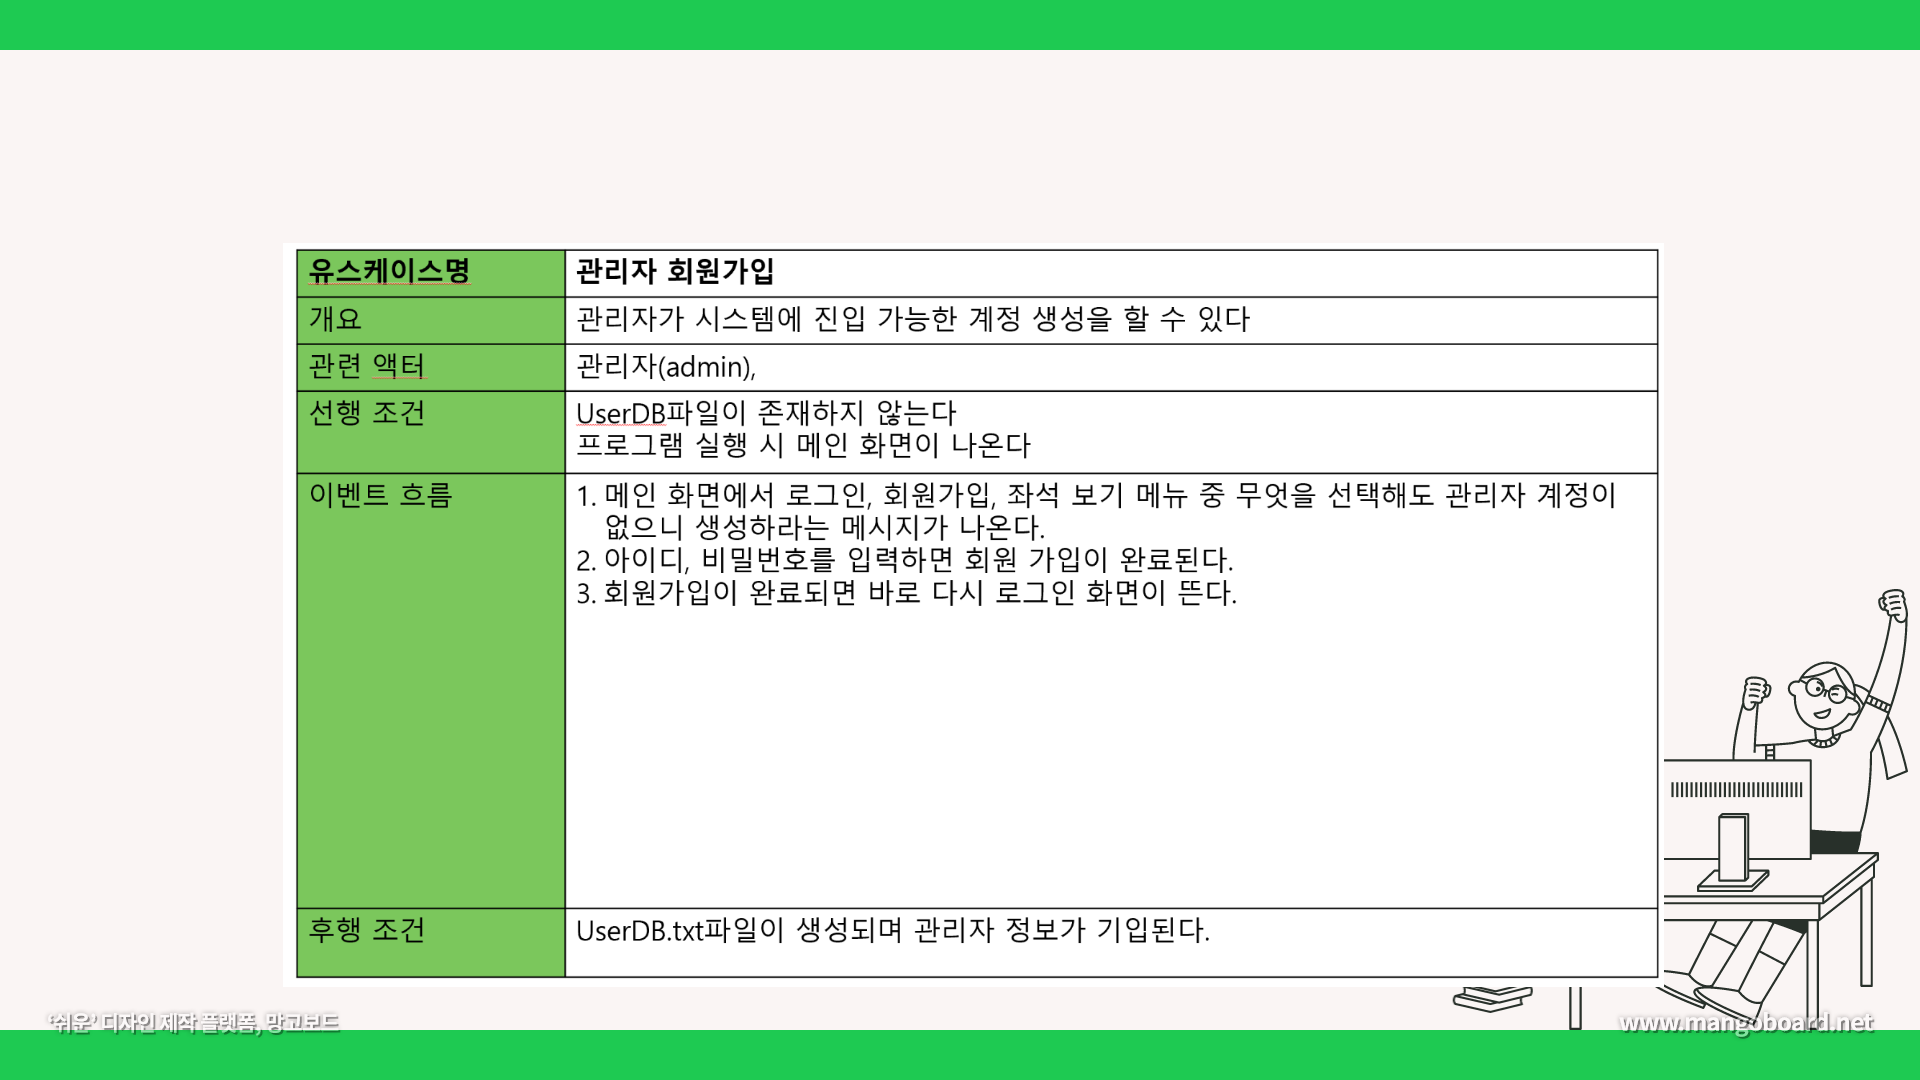 유스케이스명
관리자 회원가입
개요
관리자가 시스템에 진입 가능한 계정 생성을 할 수 있다
관련 액터
관리자(admin),
선행 조건
UserDB파일이 존재하지 않는다
프로그램 실행 시 메인 화면이 나온다
이벤트 흐름
1. 메인 화면에서 로그인, 회원가입, 좌석 보기 메뉴 중 무엇을 선택해도 관리자 계정이
없으니 생성하라는 메시지가 나온다.
2. 아이디, 비밀번호를 입력하면 회원 가입이 완료된다.
3. 회원가입이 완료되면 바로 다시 로그인 화면이 뜬다.
후행 조건
UserDB.txt파일이 생성되며 관리자 정보가 기입된다.
‘쉬운’ 디자인 제작 플랫폼, 망고보드
www.mangoboard.net